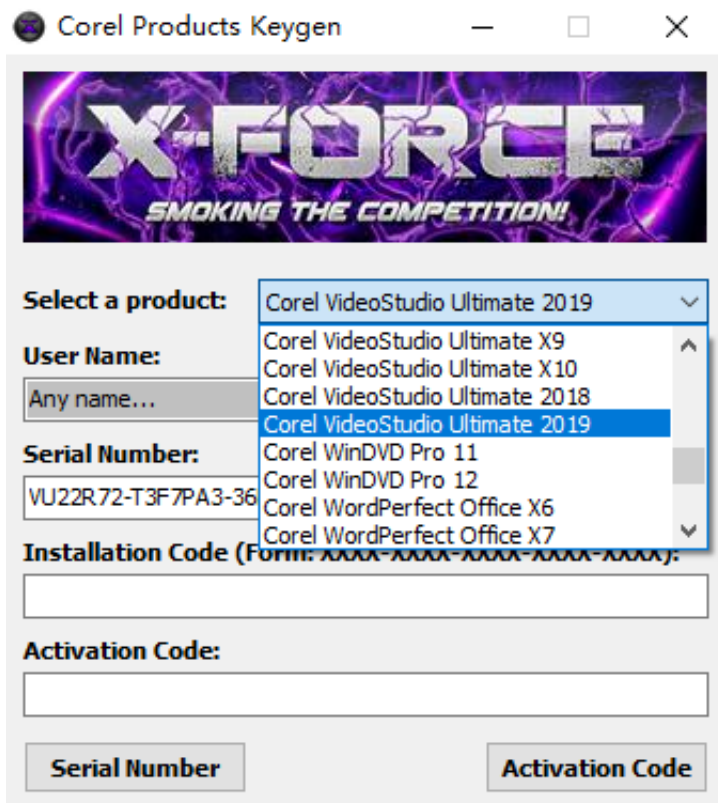 Corel Products Keygen
X-FORCE
SMOKING THE COMPETITION!
Select a product:
Corel VideoStudio Ultimate 2019
Corel VideoStudio Ultimate X9
Corel VideoStudio Ultimate X10
Corel VideoStudio Ultimate 2018
Corel VideoStudio Ultimate 2019
Corel WinDVD Pro 11
Corel WinDVD Pro 12
Corel WordPerfect Office X6
Corel WordPerfect Office X7
User Name:
Any name...
Serial Number:
VU22R72-T3F7PA3-36
Installation Code (Form: XXXX-XXXX-XXXX-XXXX-XXXX):
Activation Code:
Serial Number
Activation Code